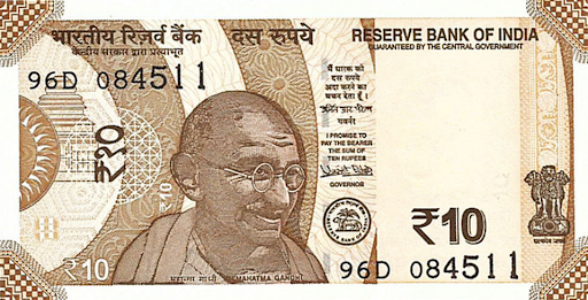 भारतीय रिज़र्व बैंक
केन्द्रीय सरकार द्वारा प्रत्याभूत
दस रुपये
RESERVE BANK OF INDIA
GUARANTEED BY THE CENTRAL GOVERNMENT
96D 084511
मैं धारक को
दस रुपये
अदा करने का
वचन देता हूँ ।
गवर्नर
I PROMISE TO
PAY THE BEARER
THE SUM OF
TEN RUPEES
GOVERNOR
₹१०
₹10
₹10
₹10
महात्मा गांधी MAHATMA GANDHI
96D 084511
सत्यमेव जयते